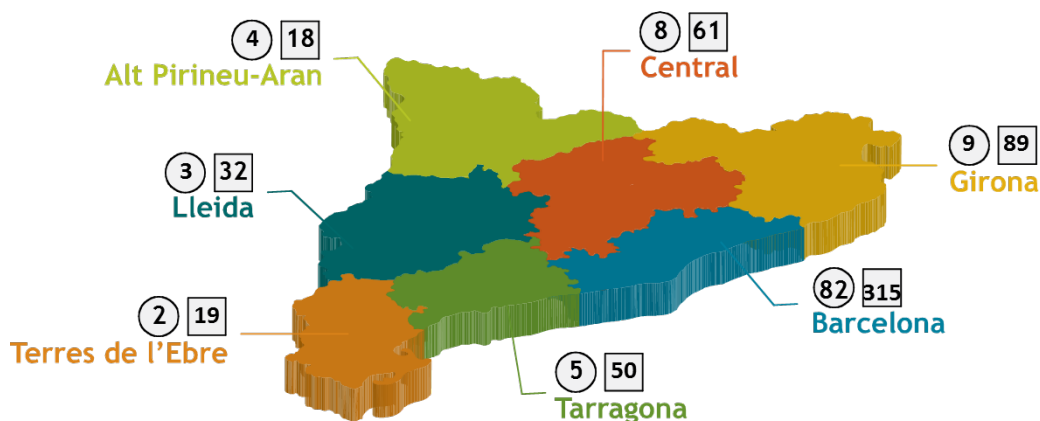 4 18
Alt Pirineu-Aran
8 61
Central
9 89
Girona
3 32
Lleida
82 315
Barcelona
2 19
Terres de l'Ebre
5 50
Tarragona